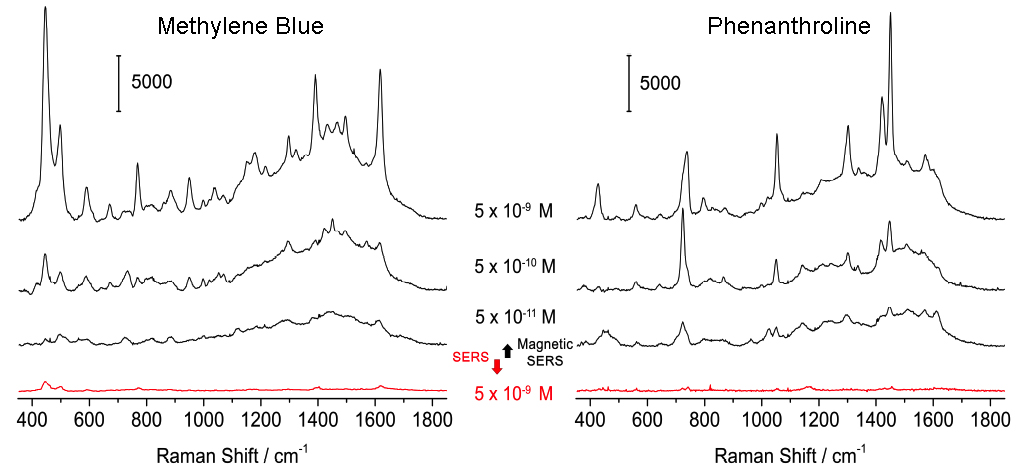 Methylene Blue
Phenanthroline
5000
5000
5 x 10⁻⁹ M
5 x 10⁻¹⁰ M
5 x 10⁻¹¹ M
SERS
Magnetic
SERS
5 x 10⁻⁹ M
400 600 800 1000 1200 1400 1600 1800
400 600 800 1000 1200 1400 1600 1800
Raman Shift / cm⁻¹
Raman Shift / cm⁻¹